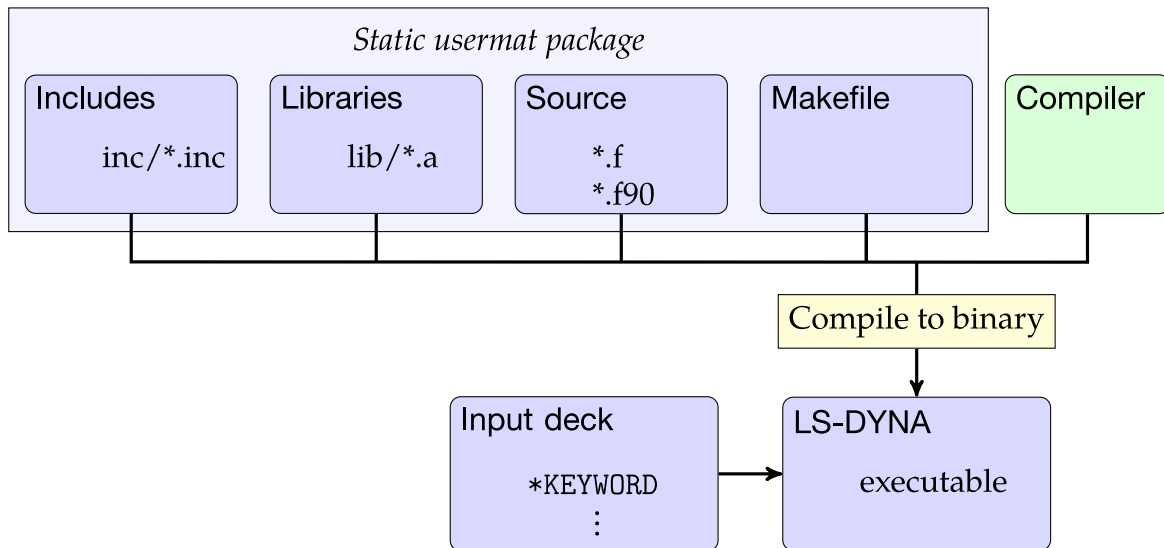 Static usermat package
Includes
inc/*.inc
Libraries
lib/*.a
Source
*.f
*.f90
Makefile
Compiler
Compile to binary
Input deck
*KEYWORD
⋮
LS-DYNA
executable